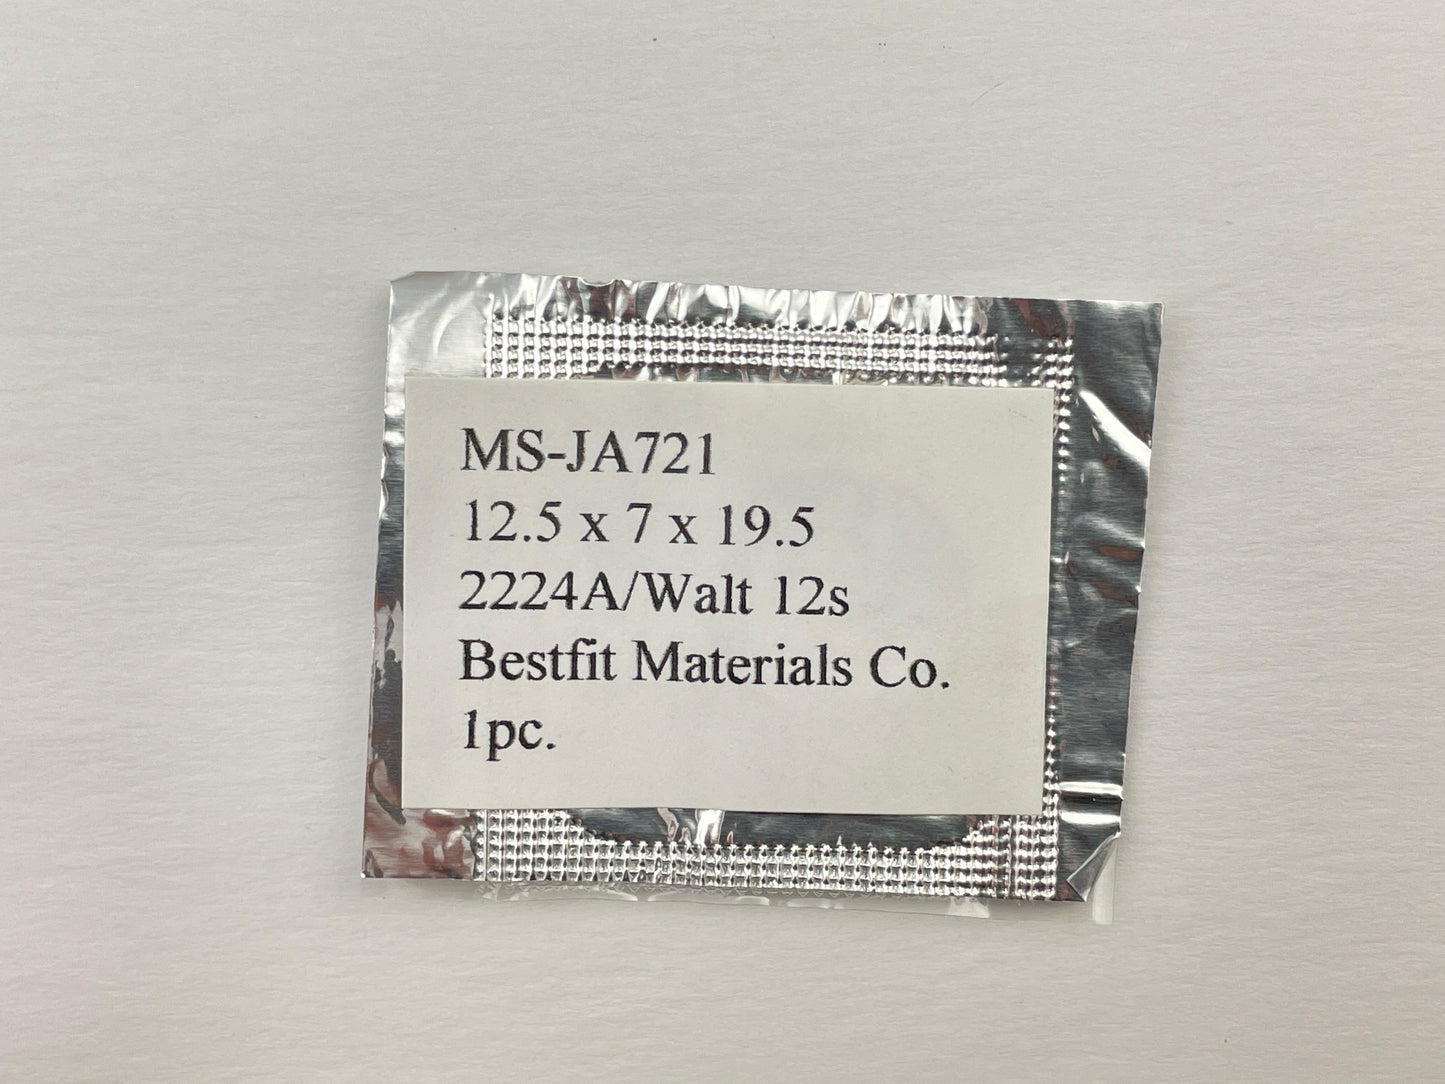 MS-JA721
12.5 x 7 x 19.5
2224A/Walt 12s
Bestfit Materials Co.
1pc.